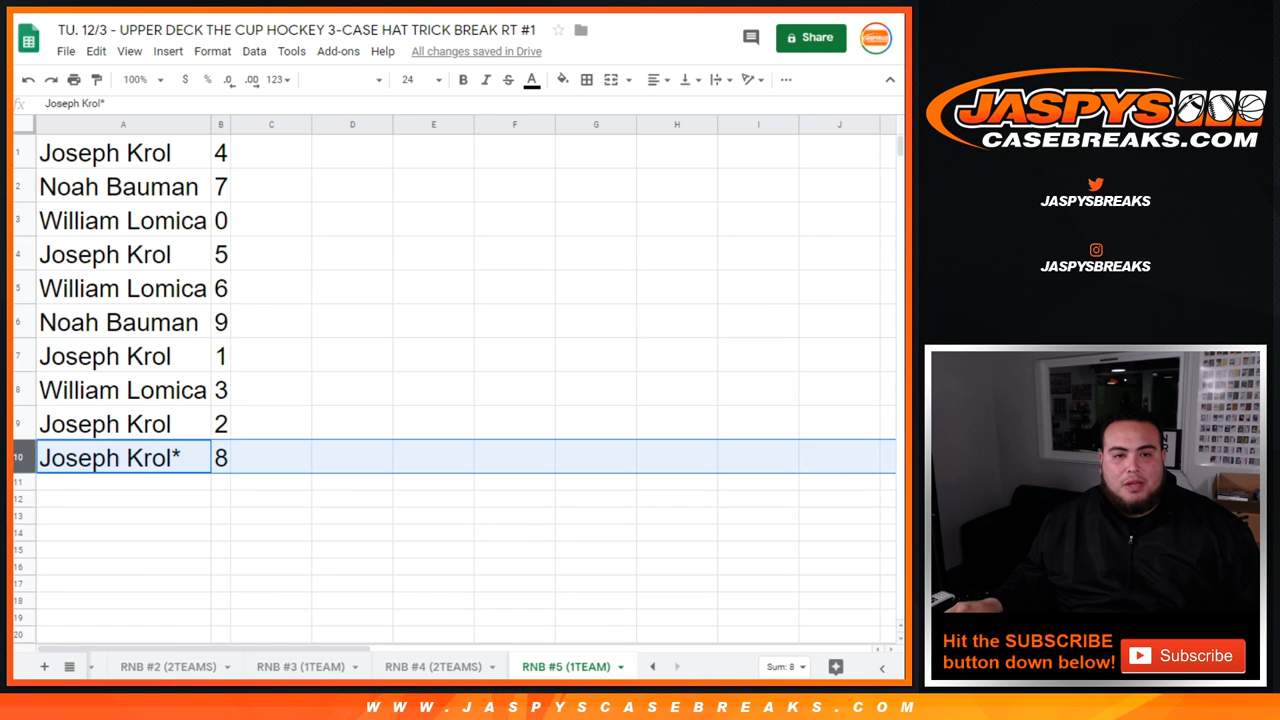 TU. 12/3 - UPPER DECK THE CUP HOCKEY 3-CASE HAT TRICK BREAK RT #1
Share
File Edit View Insert Format Data Tools Add-ons Help All changes saved in Drive
100% $ % .0 .00 123 24 B I S A
fx Joseph Krol*
A B C D E F G H I J
1 Joseph Krol 4
2 Noah Bauman 7
3 William Lomica 0
4 Joseph Krol 5
5 William Lomica 6
6 Noah Bauman 9
7 Joseph Krol 1
8 William Lomica 3
9 Joseph Krol 2
10 Joseph Krol* 8
11
12
13
14
15
16
17
18
19
20
RNB #2 (2TEAMS) RNB #3 (1TEAM) RNB #4 (2TEAMS) RNB #5 (1TEAM) Sum: 8
JASPYS
CASEBREAKS.COM
JASPYSBREAKS
JASPYSBREAKS
Hit the SUBSCRIBE
button down below!
Subscribe
WWW.JASPYSCASEBREAKS.COM